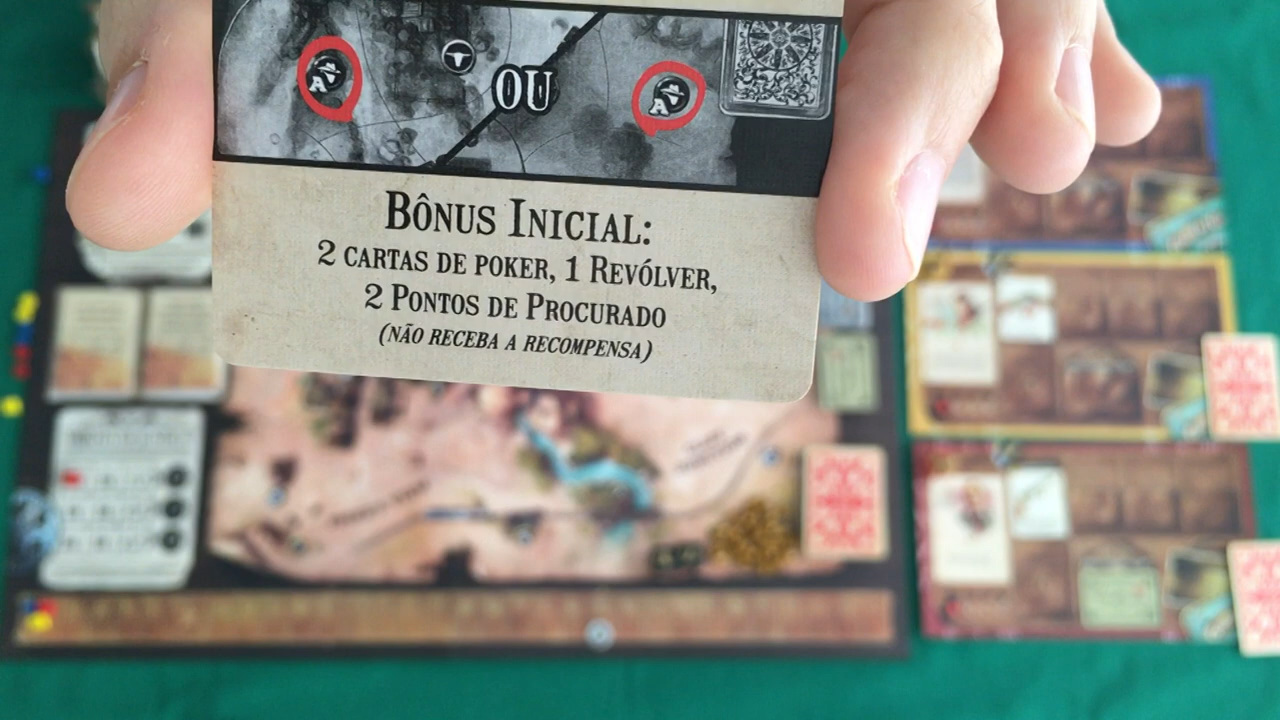 A
OU
A
BÔNUS INICIAL:
2 CARTAS DE POKER, 1 REVÓLVER,
2 PONTOS DE PROCURADO
(NÃO RECEBA A RECOMPENSA)